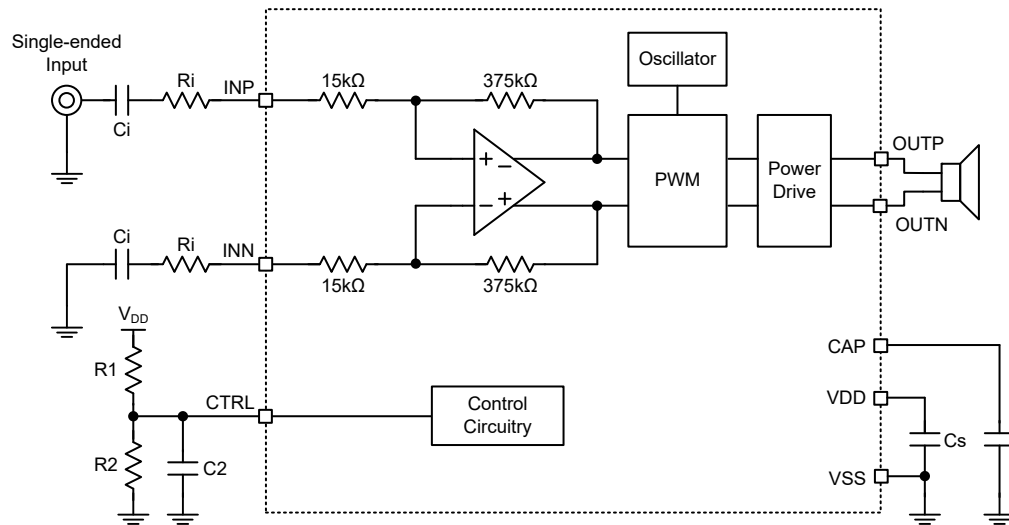 Single-ended
Input
Ci
Ri
INP
15kΩ
375kΩ
Oscillator
PWM
Power
Drive
OUTP
OUTN
Ci
Ri
INN
15kΩ
375kΩ
VDD
R1
R2
C2
CTRL
Control
Circuitry
CAP
VDD
VSS
Cs